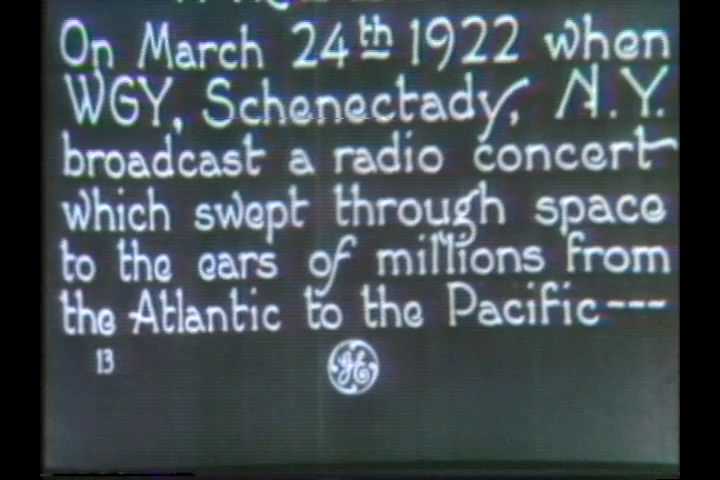 On March 24th 1922 when
WGY, Schenectady, N.Y.
broadcast a radio concert
which swept through space
to the ears of millions from
the Atlantic to the Pacific---
13
GE